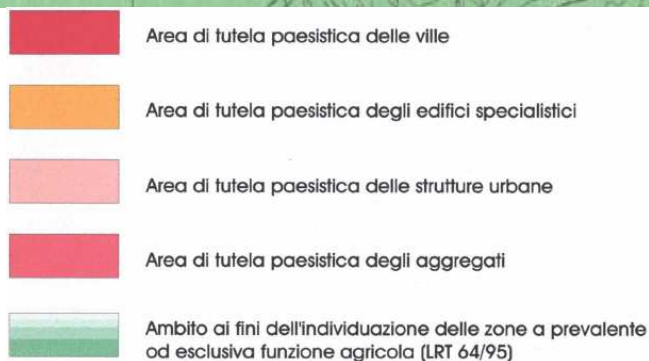 Area di tutela paesistica delle ville
Area di tutela paesistica degli edifici specialistici
Area di tutela paesistica delle strutture urbane
Area di tutela paesistica degli aggregati
Ambito ai fini dell'individuazione delle zone a prevalente
od esclusiva funzione agricola (LRT 64/95)